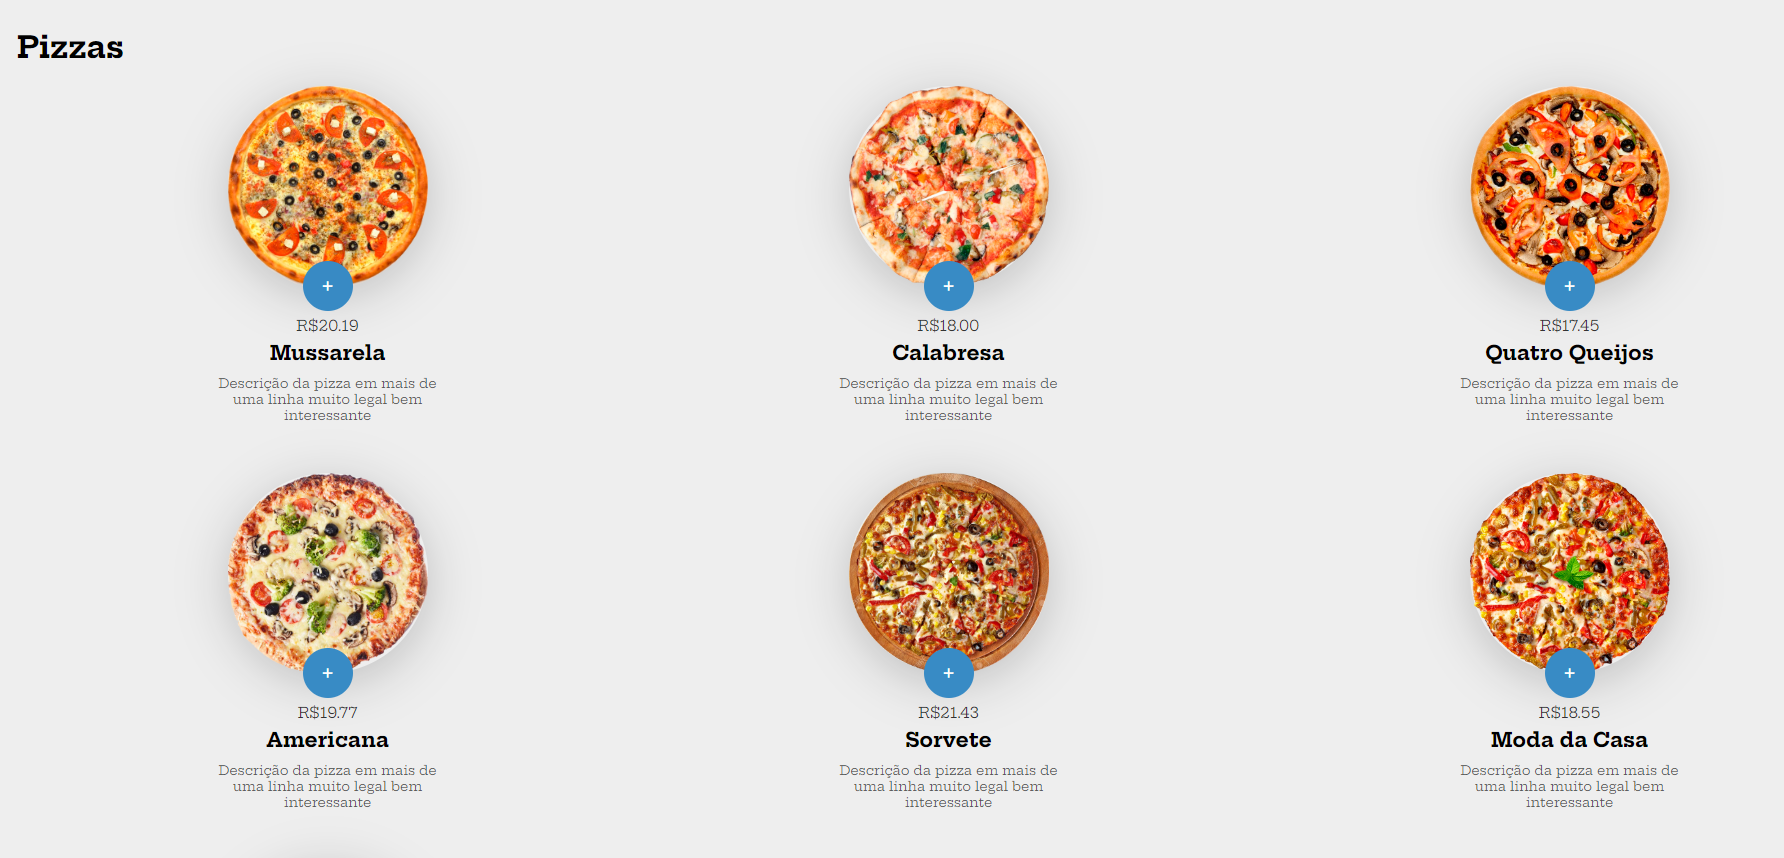 Pizzas
+
+
+
R$20.19
R$18.00
R$17.45
Mussarela
Calabresa
Quatro Queijos
Descrição da pizza em mais de
uma linha muito legal bem
interessante
Descrição da pizza em mais de
uma linha muito legal bem
interessante
Descrição da pizza em mais de
uma linha muito legal bem
interessante
+
+
+
R$19.77
R$21.43
R$18.55
Americana
Sorvete
Moda da Casa
Descrição da pizza em mais de
uma linha muito legal bem
interessante
Descrição da pizza em mais de
uma linha muito legal bem
interessante
Descrição da pizza em mais de
uma linha muito legal bem
interessante